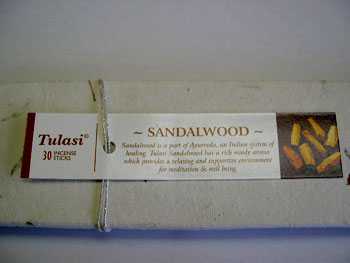 Tulasi®
30 INCENSE STICKS
~ SANDALWOOD ~
Sandalwood is a part of Ayurveda, an Indian system of
healing. Tulasi Sandalwood has a rich woody aroma
which provides a relaxing and supportive environment
for meditation & well being.